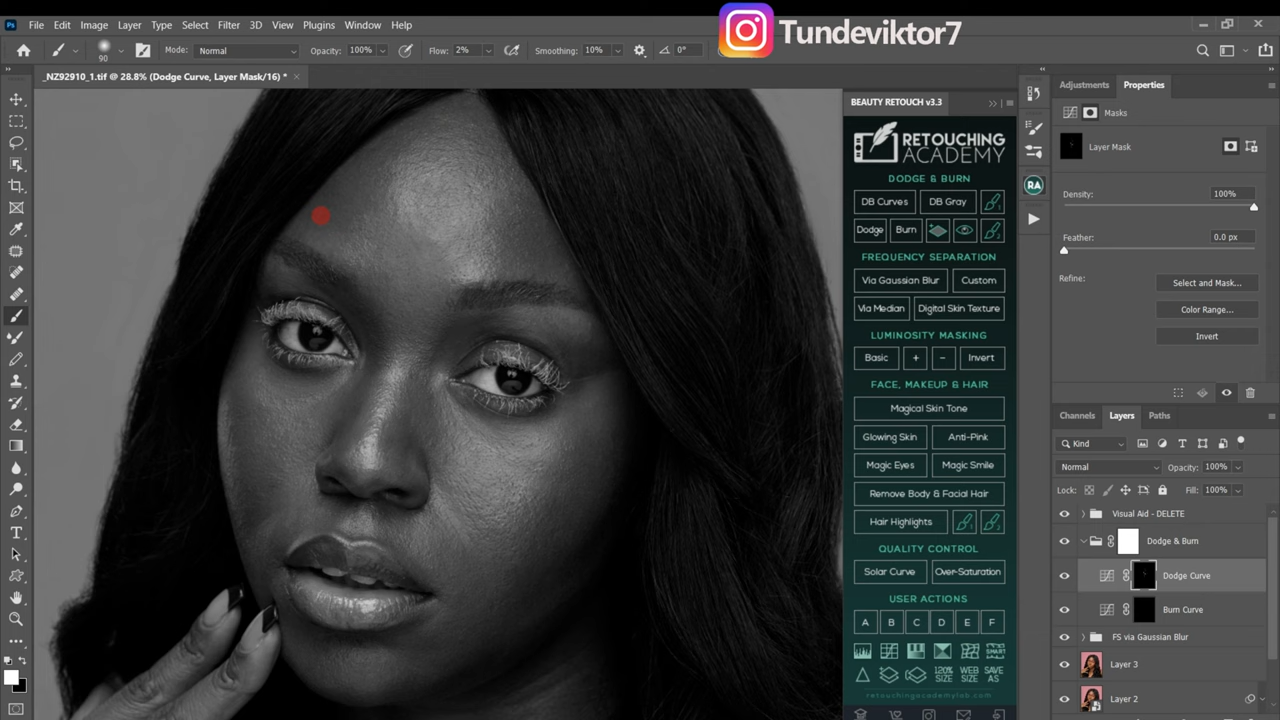 Tundeviktor7
Ps File Edit Image Layer Type Select Filter 3D View Plugins Window Help
90 Mode: Normal Opacity: 100% Flow: 2% Smoothing: 10% 0°
_NZ92910_1.tif @ 28.8% (Dodge Curve, Layer Mask/16) * ×
BEAUTY RETOUCH v3.3
RETOUCHING
ACADEMY
DODGE & BURN
DB Curves DB Gray 1
Dodge Burn 2
FREQUENCY SEPARATION
Via Gaussian Blur Custom
Via Median Digital Skin Texture
LUMINOSITY MASKING
Basic + − Invert
FACE, MAKEUP & HAIR
Magical Skin Tone
Glowing Skin Anti-Pink
Magic Eyes Magic Smile
Remove Body & Facial Hair
Hair Highlights 1 2
QUALITY CONTROL
Solar Curve Over-Saturation
USER ACTIONS
A B C D E F
SMART
120% SIZE WEB SIZE SAVE AS
retouchingacademylab.com
RA
Adjustments Properties
Masks
Layer Mask
Density: 100%
Feather: 0.0 px
Refine: Select and Mask...
Color Range...
Invert
Channels Layers Paths
Kind
Normal Opacity: 100%
Lock: Fill: 100%
Visual Aid - DELETE
Dodge & Burn
Dodge Curve
Burn Curve
FS via Gaussian Blur
Layer 3
Layer 2